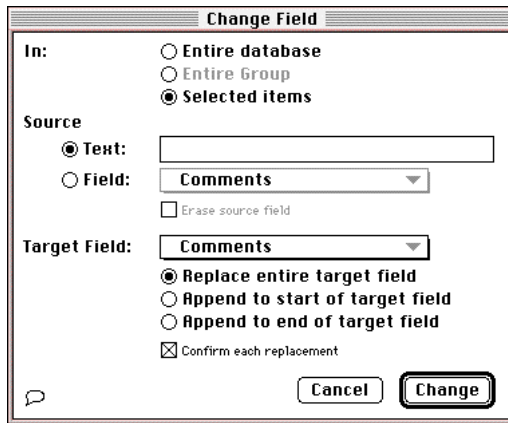 Change Field
In: Entire database
Entire Group
Selected items
Source
Text:
Field: Comments
Erase source field
Target Field: Comments
Replace entire target field
Append to start of target field
Append to end of target field
Confirm each replacement
Cancel Change